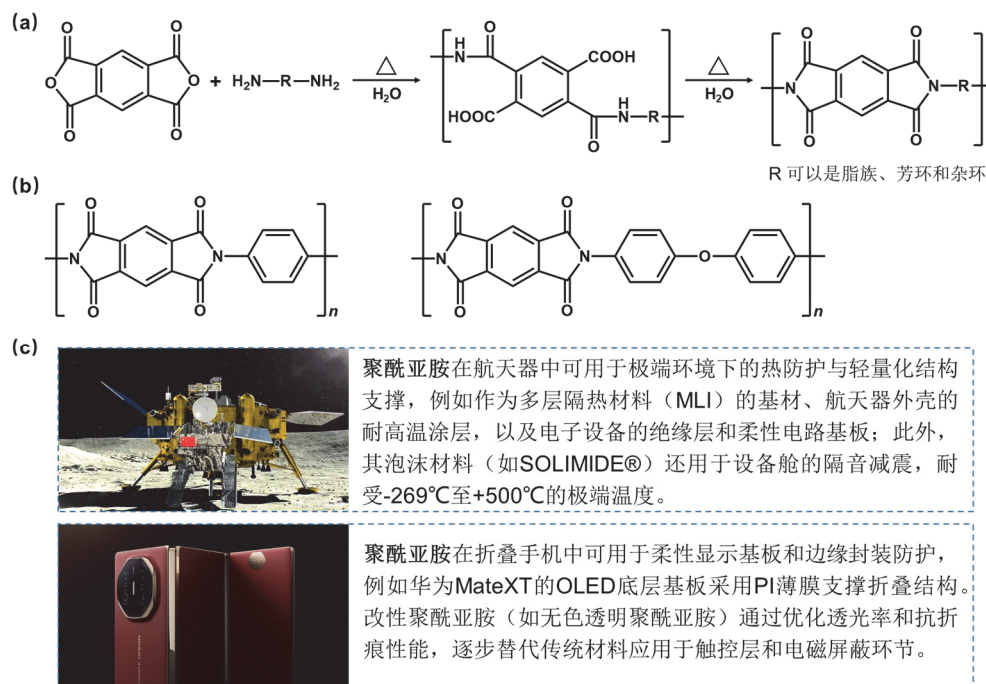 (a)
O O O O O O + H₂N—R—NH₂ △ H₂O H N O COOH HOOC O H N R △ H₂O O O N N—R O O
R 可以是脂族、芳环和杂环
(b)
O O N N O O n
O O N N O O O n
(c)
聚酰亚胺在航天器中可用于极端环境下的热防护与轻量化结构
支撑，例如作为多层隔热材料（MLI）的基材、航天器外壳的
耐高温涂层，以及电子设备的绝缘层和柔性电路基板；此外，
其泡沫材料（如SOLIMIDE®）还用于设备舱的隔音减震，耐
受-269℃至+500℃的极端温度。
聚酰亚胺在折叠手机中可用于柔性显示基板和边缘封装防护，
例如华为MateXT的OLED底层基板采用PI薄膜支撑折叠结构。
改性聚酰亚胺（如无色透明聚酰亚胺）通过优化透光率和抗折
痕性能，逐步替代传统材料应用于触控层和电磁屏蔽环节。